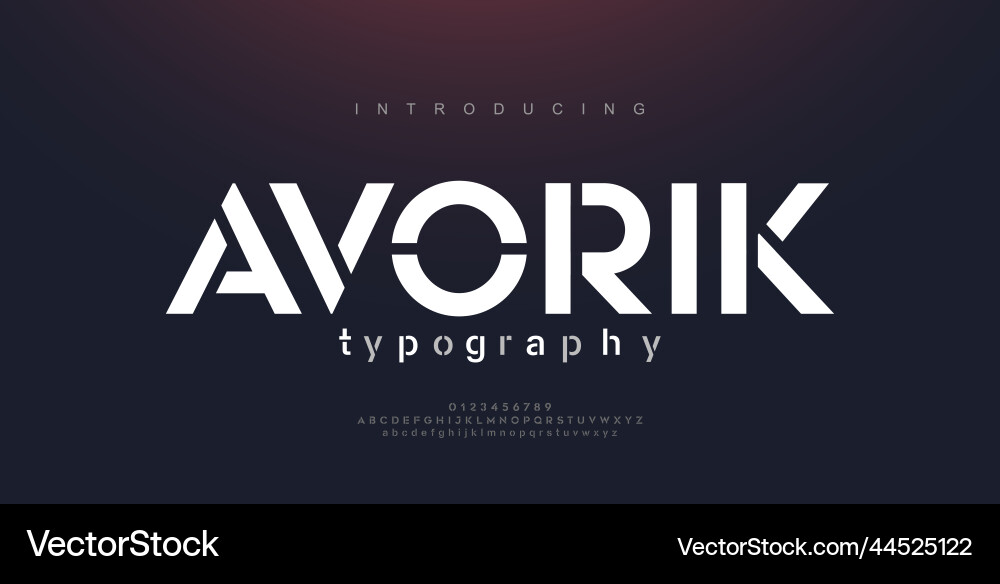 INTRODUCING
AVORIK
typography
0123456789
ABCDEFGHIJKLMNOPQRSTUVWXYZ
abcdefghijklmnopqrstuvwxyz
VectorStock
VectorStock.com/44525122